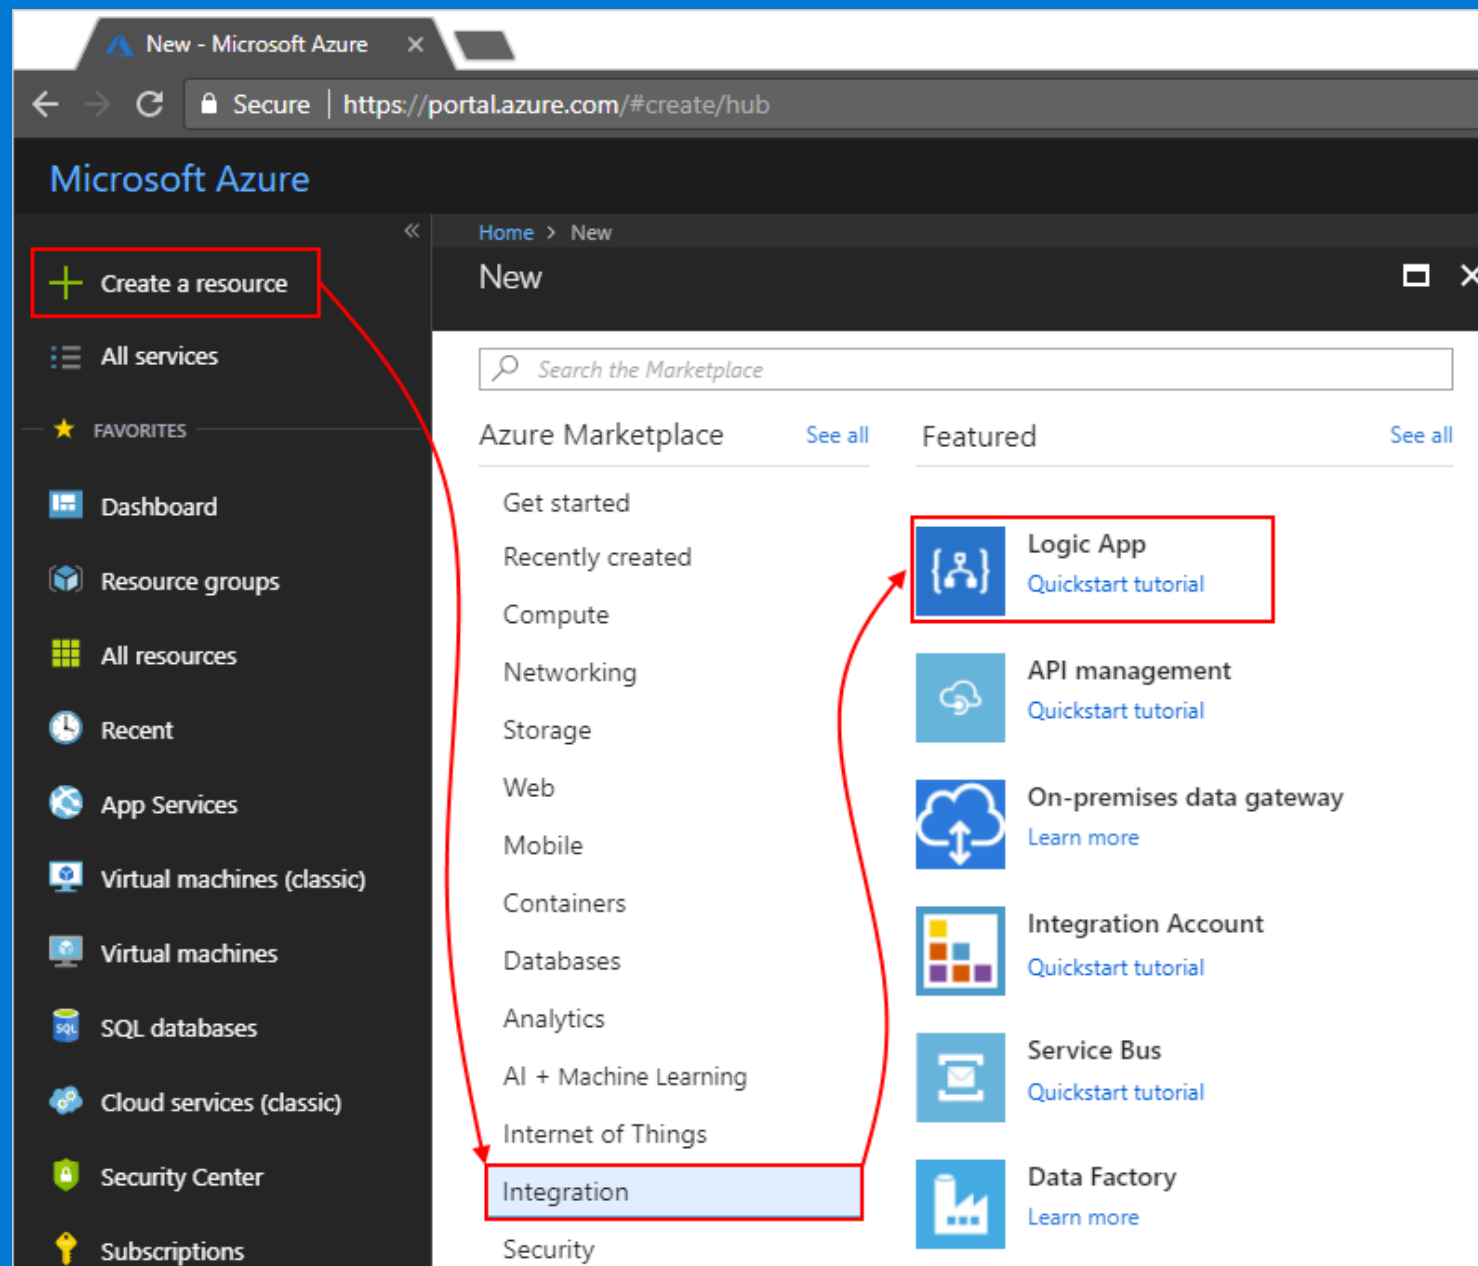 New - Microsoft Azure
Secure | https://portal.azure.com/#create/hub
Microsoft Azure
Create a resource
All services
FAVORITES
Dashboard
Resource groups
All resources
Recent
App Services
Virtual machines (classic)
Virtual machines
SQL databases
Cloud services (classic)
Security Center
Subscriptions
Home > New
New
Search the Marketplace
Azure Marketplace See all
Get started
Recently created
Compute
Networking
Storage
Web
Mobile
Containers
Databases
Analytics
AI + Machine Learning
Internet of Things
Integration
Security
Featured See all
Logic App
Quickstart tutorial
API management
Quickstart tutorial
On-premises data gateway
Learn more
Integration Account
Quickstart tutorial
Service Bus
Quickstart tutorial
Data Factory
Learn more